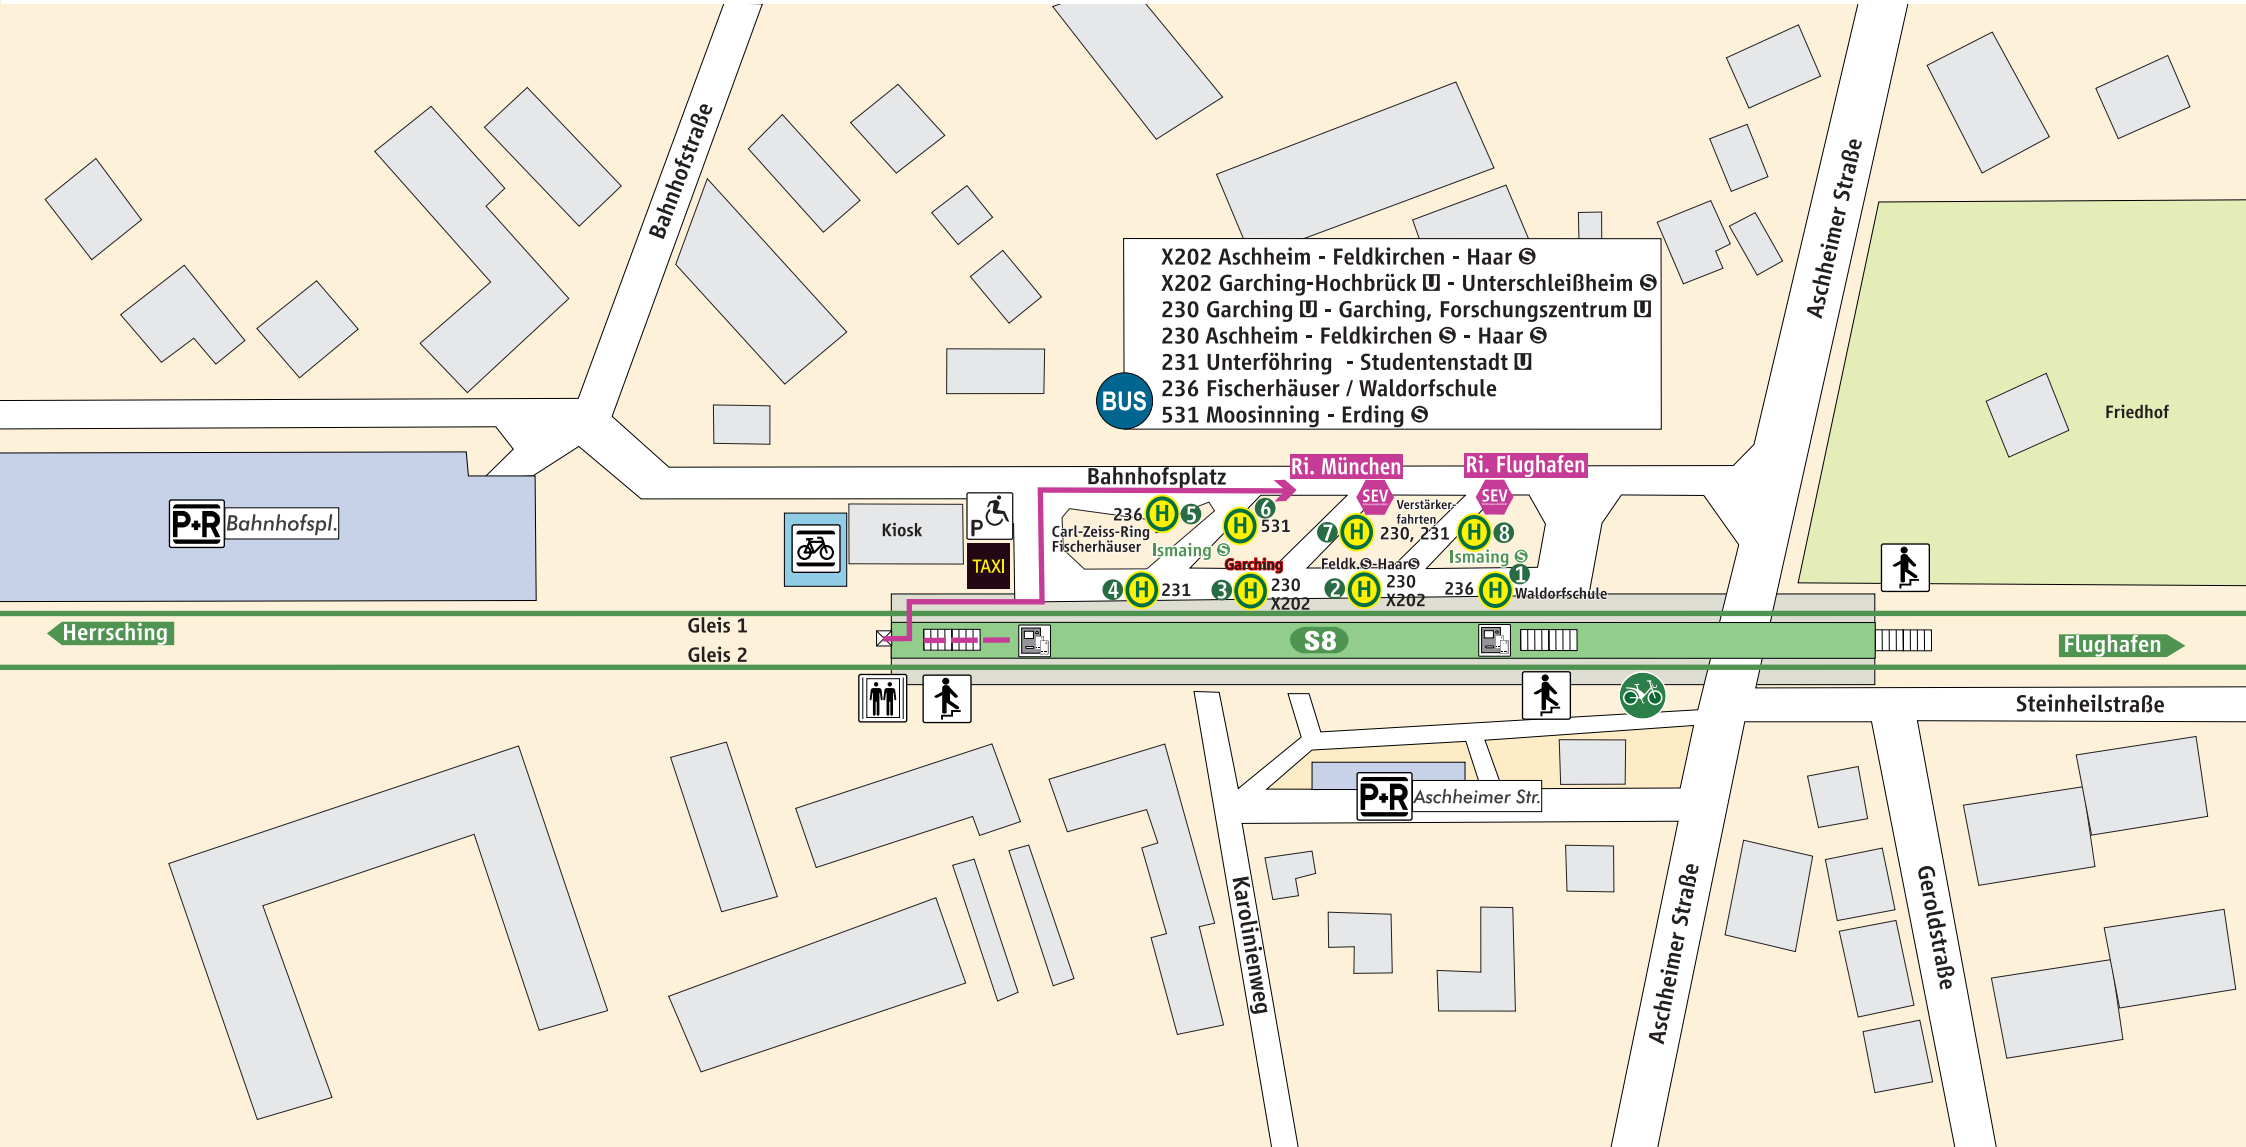 Bahnhofstraße
Aschheimer Straße
X202 Aschheim - Feldkirchen - Haar Ⓢ
X202 Garching-Hochbrück U - Unterschleißheim Ⓢ
230 Garching U - Garching, Forschungszentrum U
230 Aschheim - Feldkirchen Ⓢ - Haar Ⓢ
231 Unterföhring - Studentenstadt U
236 Fischerhäuser / Waldorfschule
531 Moosinning - Erding Ⓢ
BUS
Friedhof
Bahnhofsplatz
Ri. München
Ri. Flughafen
SEV
SEV
P+R Bahnhofspl.
Kiosk
P
TAXI
236 H 5
Carl-Zeiss-Ring
Fischerhäuser
Ismaing Ⓢ
6
H 531
Garching
Verstärker-
fahrten
7 H 230, 231
Feldk.Ⓢ-HaarⓈ
H 8
Ismaing Ⓢ
4 H 231
3 H 230
X202
2 H 230
X202
1
236 H Waldorfschule
Herrsching
Gleis 1
Gleis 2
S8
Flughafen
Steinheilstraße
P+R Aschheimer Str.
Karolinienweg
Aschheimer Straße
Geroldstraße